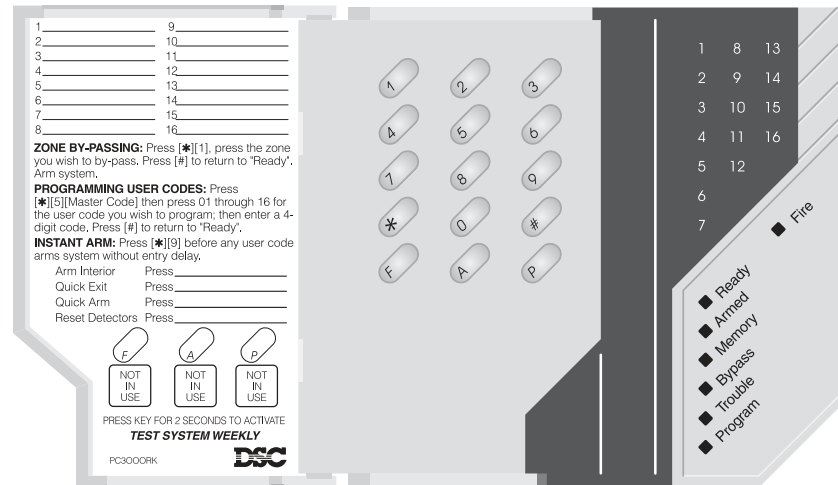 1 9
2 10
3 11
4 12
5 13
6 14
7 15
8 16
ZONE BY-PASSING: Press [✱][1], press the zone
you wish to by-pass. Press [#] to return to "Ready".
Arm system.
PROGRAMMING USER CODES: Press
[✱][5][Master Code] then press 01 through 16 for
the user code you wish to program; then enter a 4-
digit code. Press [#] to return to "Ready".
INSTANT ARM: Press [✱][9] before any user code
arms system without entry delay.
Arm Interior Press
Quick Exit Press
Quick Arm Press
Reset Detectors Press
F A P
NOT IN USE
NOT IN USE
NOT IN USE
PRESS KEY FOR 2 SECONDS TO ACTIVATE
TEST SYSTEM WEEKLY
PC3000RK DSC
1 2 3
4 5 6
7 8 9
* 0 #
F A P
1 8 13
2 9 14
3 10 15
4 11 16
5 12
6
7
Fire
Ready
Armed
Memory
Bypass
Trouble
Program